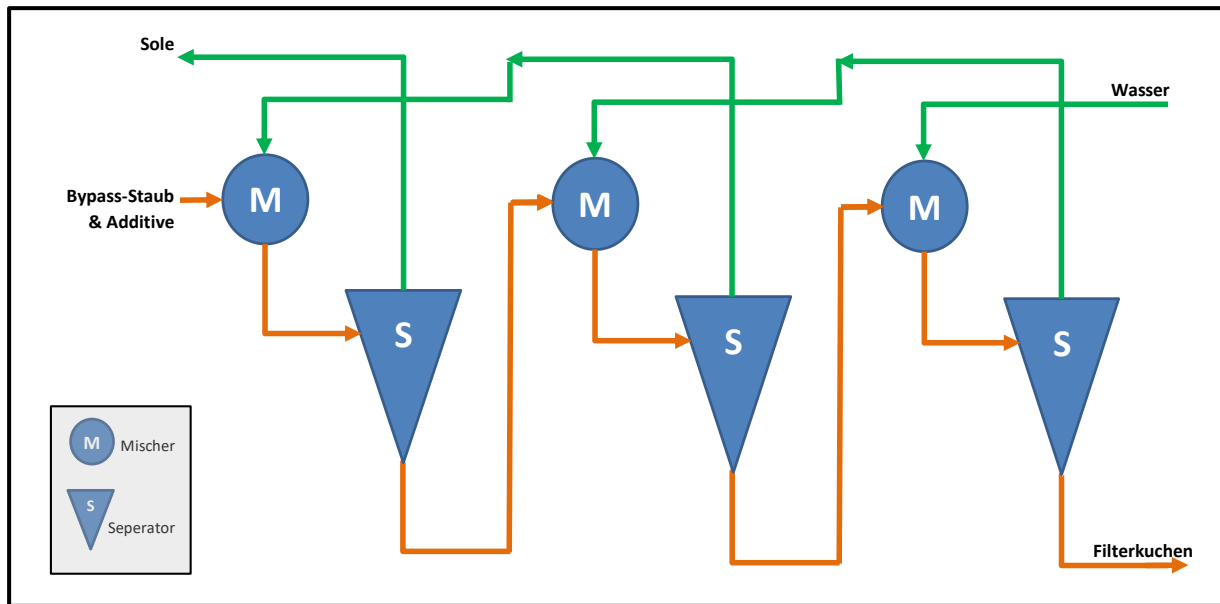 Sole
Wasser
M
M
M
Bypass-Staub
& Additive
S
S
S
M
Mischer
S
Seperator
Filterkuchen